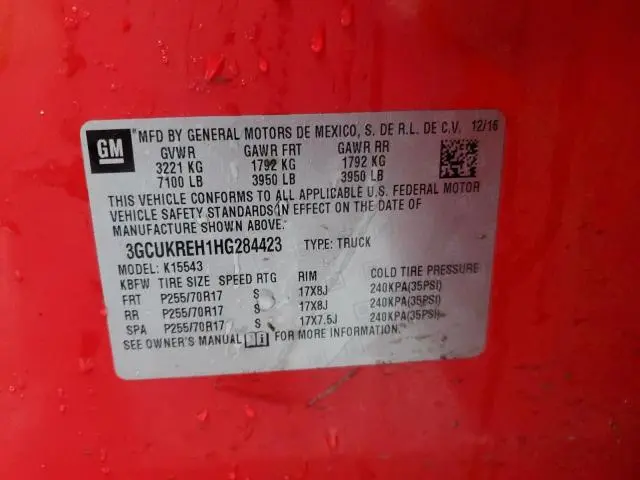 GM
"MFD BY GENERAL MOTORS DE MEXICO, S. DE R.L. DE C.V. 12/16
GVWR GAWR FRT GAWR RR
3221 KG 1792 KG 1792 KG
7100 LB 3950 LB 3950 LB
THIS VEHICLE CONFORMS TO ALL APPLICABLE U.S. FEDERAL MOTOR
VEHICLE SAFETY STANDARDS IN EFFECT ON THE DATE OF
MANUFACTURE SHOWN ABOVE."
3GCUKREH1HG284423 TYPE: TRUCK
MODEL: K15543
KBFW TIRE SIZE SPEED RTG RIM COLD TIRE PRESSURE
FRT P255/70R17 S 17X8J 240KPA(35PSI)
RR P255/70R17 S 17X8J 240KPA(35PSI)
SPA P255/70R17 S 17X7.5J 240KPA(35PSI)
SEE OWNER'S MANUAL FOR MORE INFORMATION